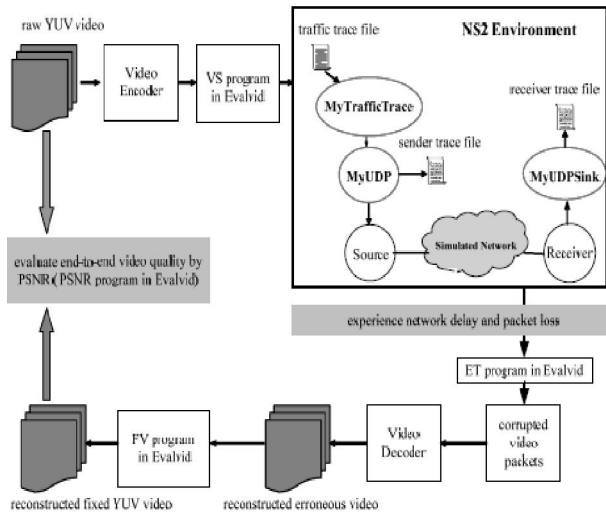 raw YUV video
Video
Encoder
VS program
in Evalvid
traffic trace file
NS2 Environment
MyTrafficTrace
receiver trace file
sender trace file
MyUDP
MyUDPSink
Source
Simulated Network
Receiver
evaluate end-to-end video quality by
PSNR( PSNR program in Evalvid)
experience network delay and packet loss
ET program in Evalvid
corrupted
video
packets
Video
Decoder
FV program
in Evalvid
reconstructed erroneous video
reconstructed fixed YUV video